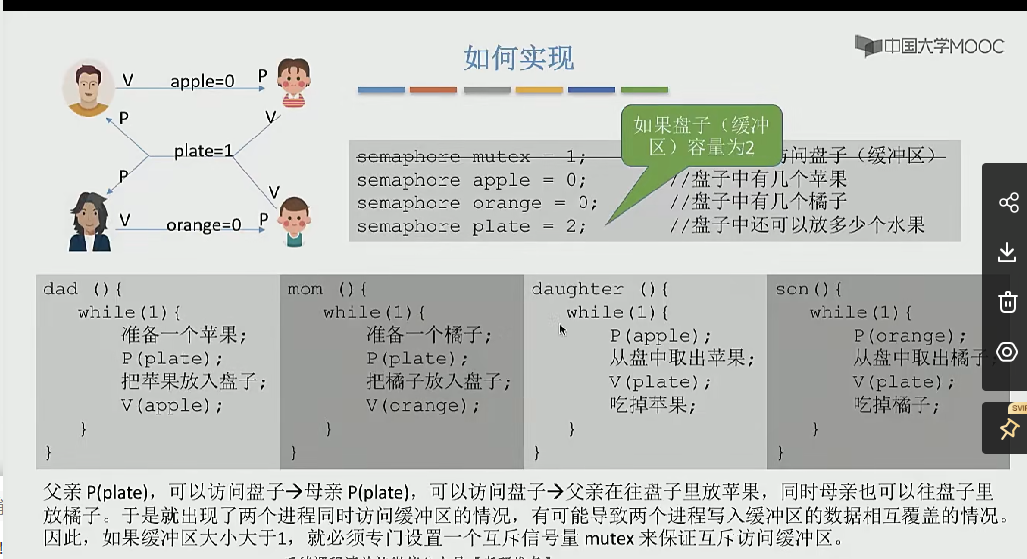 中国大学MOOC
如何实现
V apple=0 P
P V
plate=1
P V
V orange=0 P
如果盘子（缓冲
区）容量为2
semaphore mutex = 1; 访问盘子（缓冲区）
semaphore apple = 0; //盘子中有几个苹果
semaphore orange = 0; //盘子中有几个橘子
semaphore plate = 2; //盘子中还可以放多少个水果
dad (){
while(1){
准备一个苹果;
P(plate);
把苹果放入盘子;
V(apple);
}
}
mom (){
while(1){
准备一个橘子;
P(plate);
把橘子放入盘子;
V(orange);
}
}
daughter (){
while(1){
P(apple);
从盘中取出苹果;
V(plate);
吃掉苹果;
}
}
son(){
while(1){
P(orange);
从盘中取出橘子
V(plate);
吃掉橘子;
}
}
SVIP
父亲 P(plate)，可以访问盘子→母亲 P(plate)，可以访问盘子→父亲在往盘子里放苹果，同时母亲也可以往盘子里
放橘子。于是就出现了两个进程同时访问缓冲区的情况，有可能导致两个进程写入缓冲区的数据相互覆盖的情况。
因此，如果缓冲区大小大于1，就必须专门设置一个互斥信号量 mutex 来保证互斥访问缓冲区。